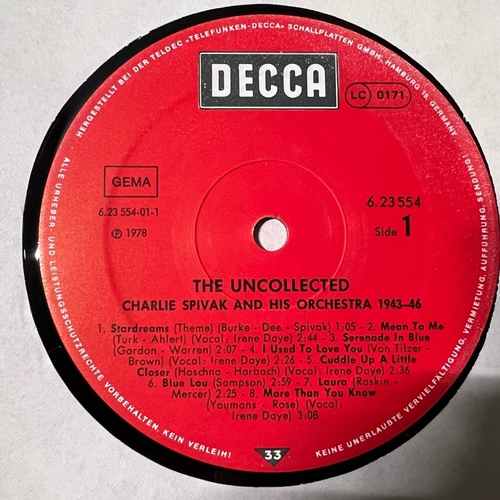 HERGESTELLT BEI DER TELDEC »TELEFUNKEN-DECCA« SCHALLPLATTEN GMBH, HAMBURG 19 GERMANY
DECCA
LC 0171
GEMA
6.23 554-01-1
℗ 1978
6.23 554
Side 1
THE UNCOLLECTED
CHARLIE SPIVAK AND HIS ORCHESTRA 1943-46
1. Stardreams (Theme) (Burke - Dee - Spivak) 1:05 - 2. Mean To Me
(Turk - Ahlert) (Vocal: Irene Daye) 2:44 - 3. Serenade in Blue
(Gordon - Warren) 2:07 - 4. I Used To Love You (Von Tilzer -
Brown) (Vocal: Irene Daye) 2:26 - 5. Cuddle Up A Little
Closer (Hoschna - Harbach) (Vocal: Irene Daye) 2:36
6. Blue Lou (Sampson) 2:59 - 7. Laura (Raskin -
Mercer) 2:25 - 8. More Than You Know
(Youmans - Rose) (Vocal:
Irene Daye) 3:08
33
ALLE URHEBER- UND LEISTUNGSSCHUTZRECHTE VORBEHALTEN. KEIN VERLEIH!
KEINE UNERLAUBTE VERVIELFÄLTIGUNG, VERMIETUNG, SENDUNG!